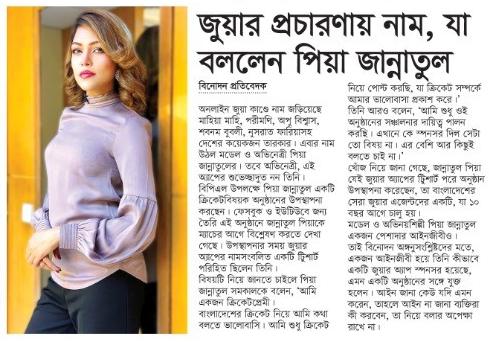 জুয়ার প্রচারণায় নাম, যা
বললেন পিয়া জান্নাতুল
বিনোদন প্রতিবেদক
অনলাইন জুয়া কাণ্ডে নাম জড়িয়েছে
মাহিয়া মাহি, পরীমণি, অপু বিশ্বাস,
শবনম বুবলী, নুসরাত ফারিয়াসহ
দেশের কয়েকজন তারকার। এবার নাম
উঠল মডেল ও অভিনেত্রী পিয়া
জান্নাতুলের। তবে অভিনেত্রী, এই
অ্যাপের শুভেচ্ছাদূত নন তিনি।
বিপিএল উপলক্ষে পিয়া জান্নাতুল একটি
ক্রিকেটবিষয়ক অনুষ্ঠানের উপস্থাপনা
করছেন। ফেসবুক ও ইউটিউবে জন্য
তৈরি এই অনুষ্ঠানে জান্নাতুল পিয়াকে
ম্যাচের আগে বিশ্লেষণ করতে দেখা
গেছে। উপস্থাপনার সময় জুয়ার
অ্যাপের নামসংবলিত একটি টিশার্ট
পরিহিত ছিলেন তিনি।
বিষয়টি নিয়ে জানতে চাইলে পিয়া
জান্নাতুল সমকালকে বলেন, ‘আমি
একজন ক্রিকেটপ্রেমী।
বাংলাদেশের ক্রিকেট নিয়ে আমি কথা
বলতে ভালোবাসি। আমি শুধু ক্রিকেট
নিয়ে পোস্ট করছি, যা ক্রিকেট সম্পর্কে
আমার ভালোবাসা প্রকাশ করে।’
তিনি আরও বলেন, ‘আমি শুধু ওই
অনুষ্ঠানের সঞ্চালনার দায়িত্ব পালন
করছি। এখানে কে স্পনসর দিল সেটা
তো বিষয় না। এর বেশি আর কিছুই
বলতে চাই না।’
খোঁজ নিয়ে জানা গেছে, জান্নাতুল পিয়া
যেই জুয়ার অ্যাপের টিশার্ট পরে অনুষ্ঠান
উপস্থাপনা করেছেন, তা বাংলাদেশের
সেরা জুয়ার এজেন্টদের একটি, যা ১০
বছর আগে চালু হয়।
মডেল ও অভিনয়শিল্পী পিয়া জান্নাতুল
একজন পেশাদার আইনজীবীও।
তাই বিনোদন অঙ্গনসংশ্লিষ্টদের মতে,
একজন আইনজীবী হয়ে তিনি কীভাবে
একটি জুয়ার অ্যাপ স্পনসর হয়েছে,
এমন একটি অনুষ্ঠানের সঙ্গে যুক্ত
হলেন। আইন জানা কেউ যদি এমন
করেন, তাহলে আইন না জানা ব্যক্তিরা
কী করবেন, তা নিয়ে বলার অপেক্ষা
রাখে না।